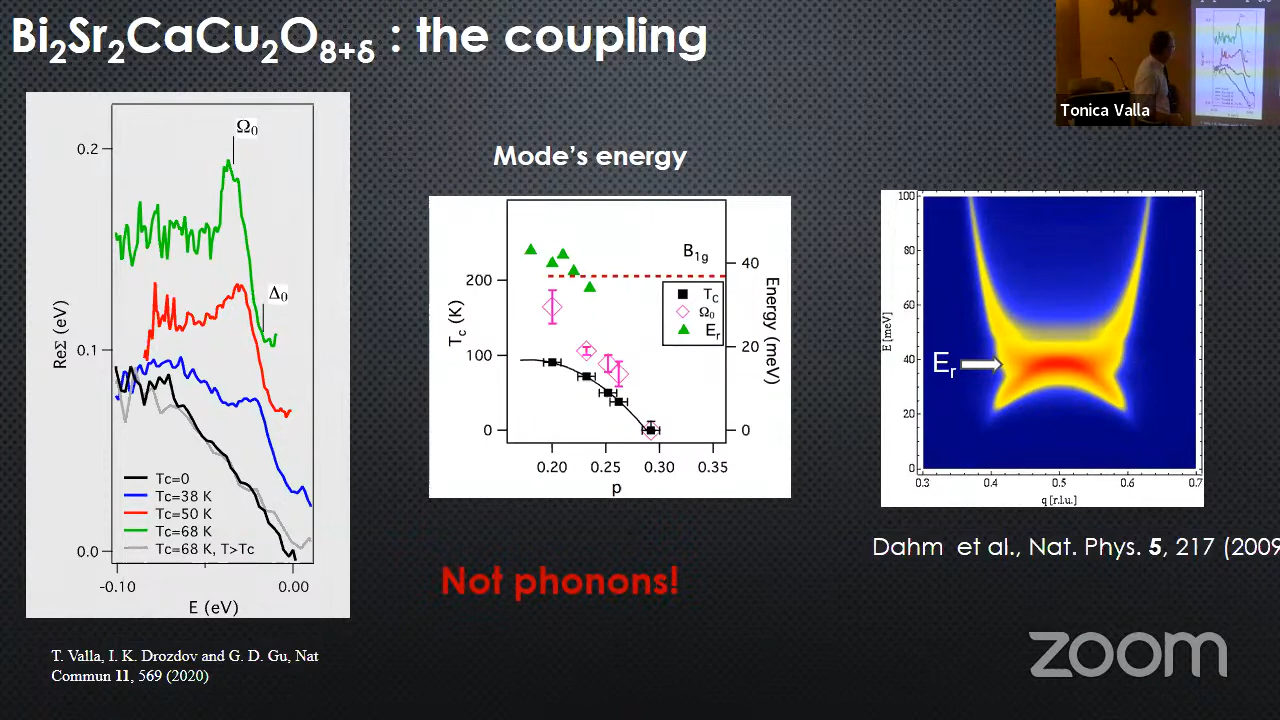 Bi₂Sr₂CaCu₂O₈₊δ : the coupling
Tonica Valla
Ω₀
Δ₀
0.2
0.1
0.0
ReΣ (eV)
Tc=0
Tc=38 K
Tc=50 K
Tc=68 K
Tc=68 K, T>Tc
-0.10
0.00
E (eV)
T. Valla, I. K. Drozdov and G. D. Gu, Nat
Commun 11, 569 (2020)
Mode’s energy
B₁g
200
100
0
T꜀ (K)
40
20
0
Energy (meV)
T꜀
Ω₀
Eᵣ
0.20
0.25
0.30
0.35
p
Not phonons!
100
80
60
40
20
0
E [meV]
Eᵣ
0.3
0.4
0.5
0.6
0.7
q [r.l.u.]
Dahm et al., Nat. Phys. 5, 217 (2009
zoom